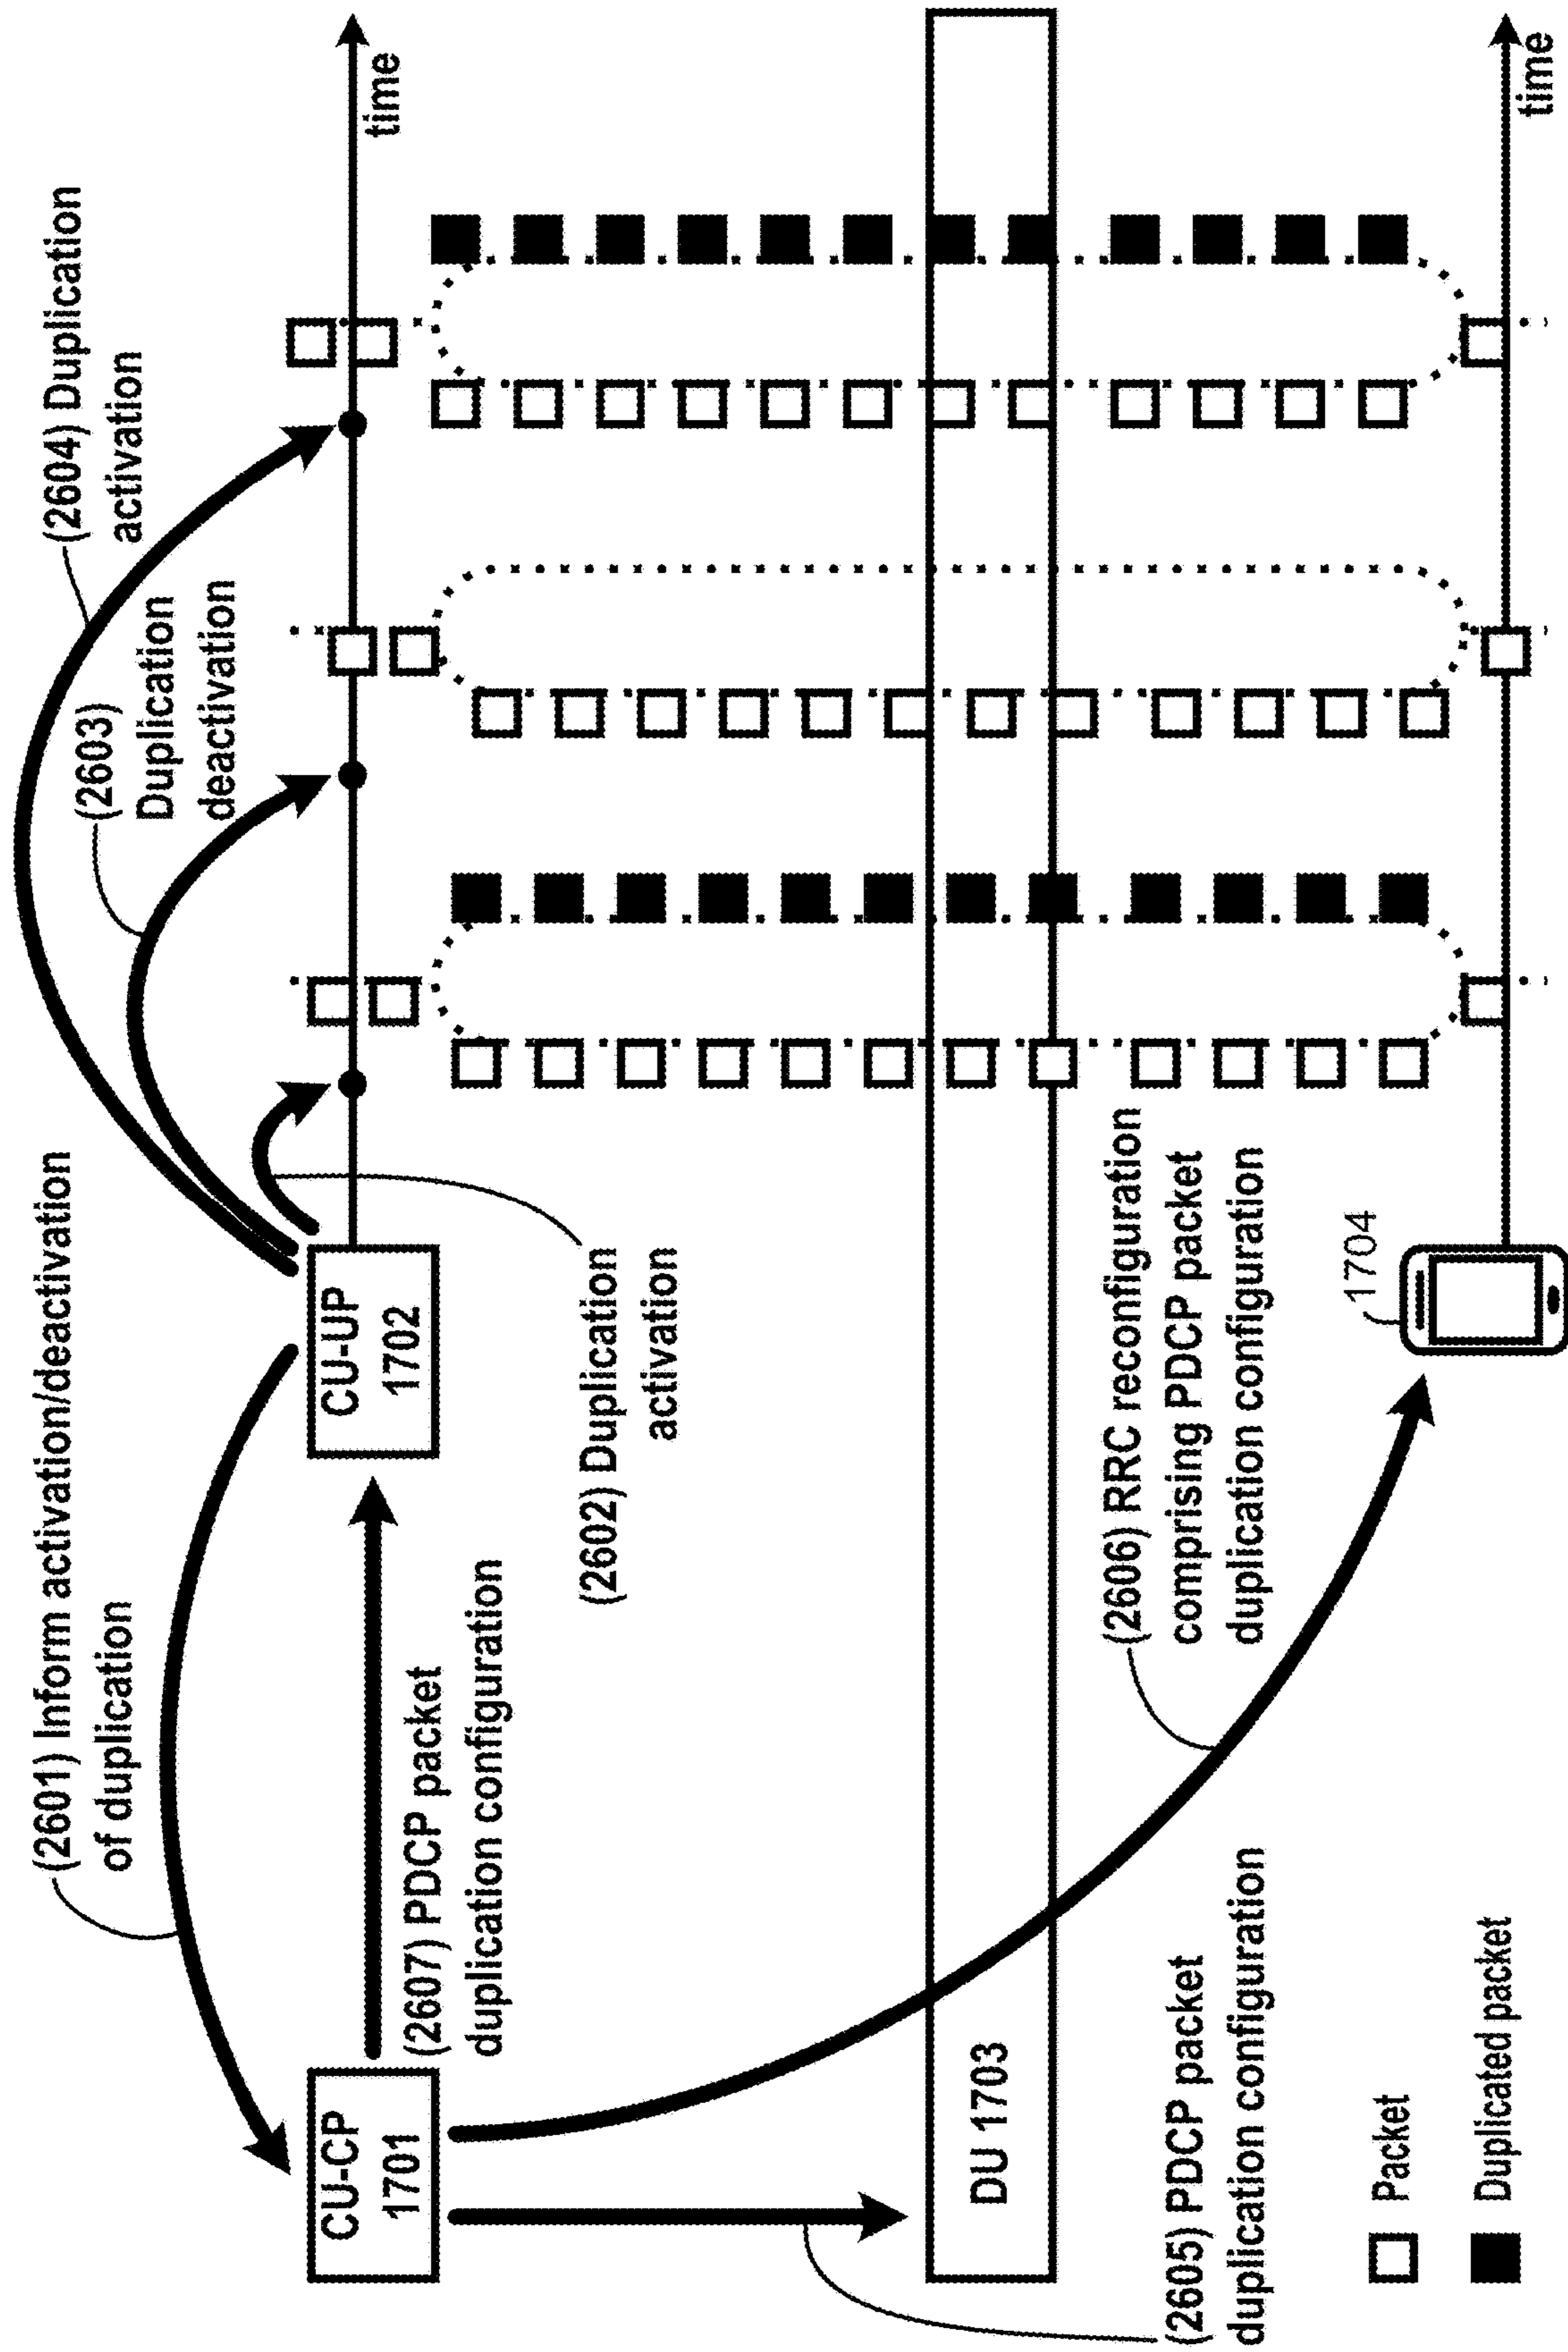 (2601) Inform activation/deactivation
of duplication
(2604) Duplication
activation
(2603)
Duplication
deactivation
CU-CP
1701
CU-UP
1702
time
(2607) PDCP packet
duplication configuration
(2602) Duplication
activation
DU 1703
(2606) RRC reconfiguration
comprising PDCP packet
duplication configuration
(2605) PDCP packet
duplication configuration
1704
time
Packet
Duplicated packet